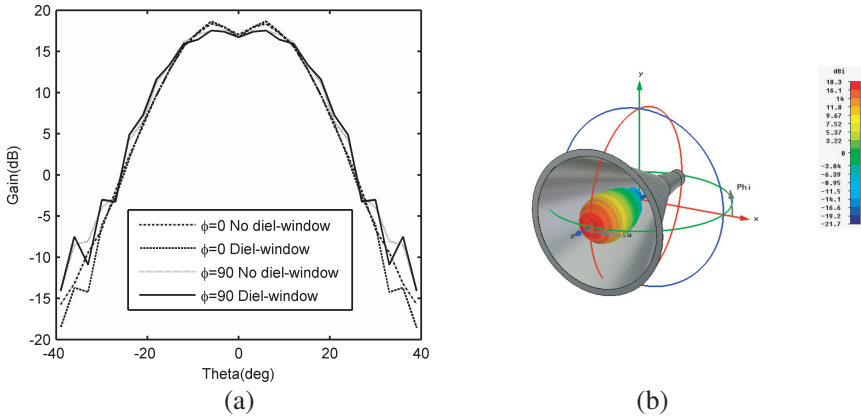 20
15
10
5
0
-5
-10
-15
-20
Gain(dB)
ϕ=0 No diel-window
ϕ=0 Diel-window
ϕ=90 No diel-window
ϕ=90 Diel-window
-40 -20 0 20 40
Theta(deg)
(a)
y
x
z
Phi
dBi
18.3
16.1
14
11.8
9.67
7.52
5.37
3.22
0
-3.84
-6.39
-8.95
-11.5
-14.1
-16.6
-19.2
-21.7
(b)